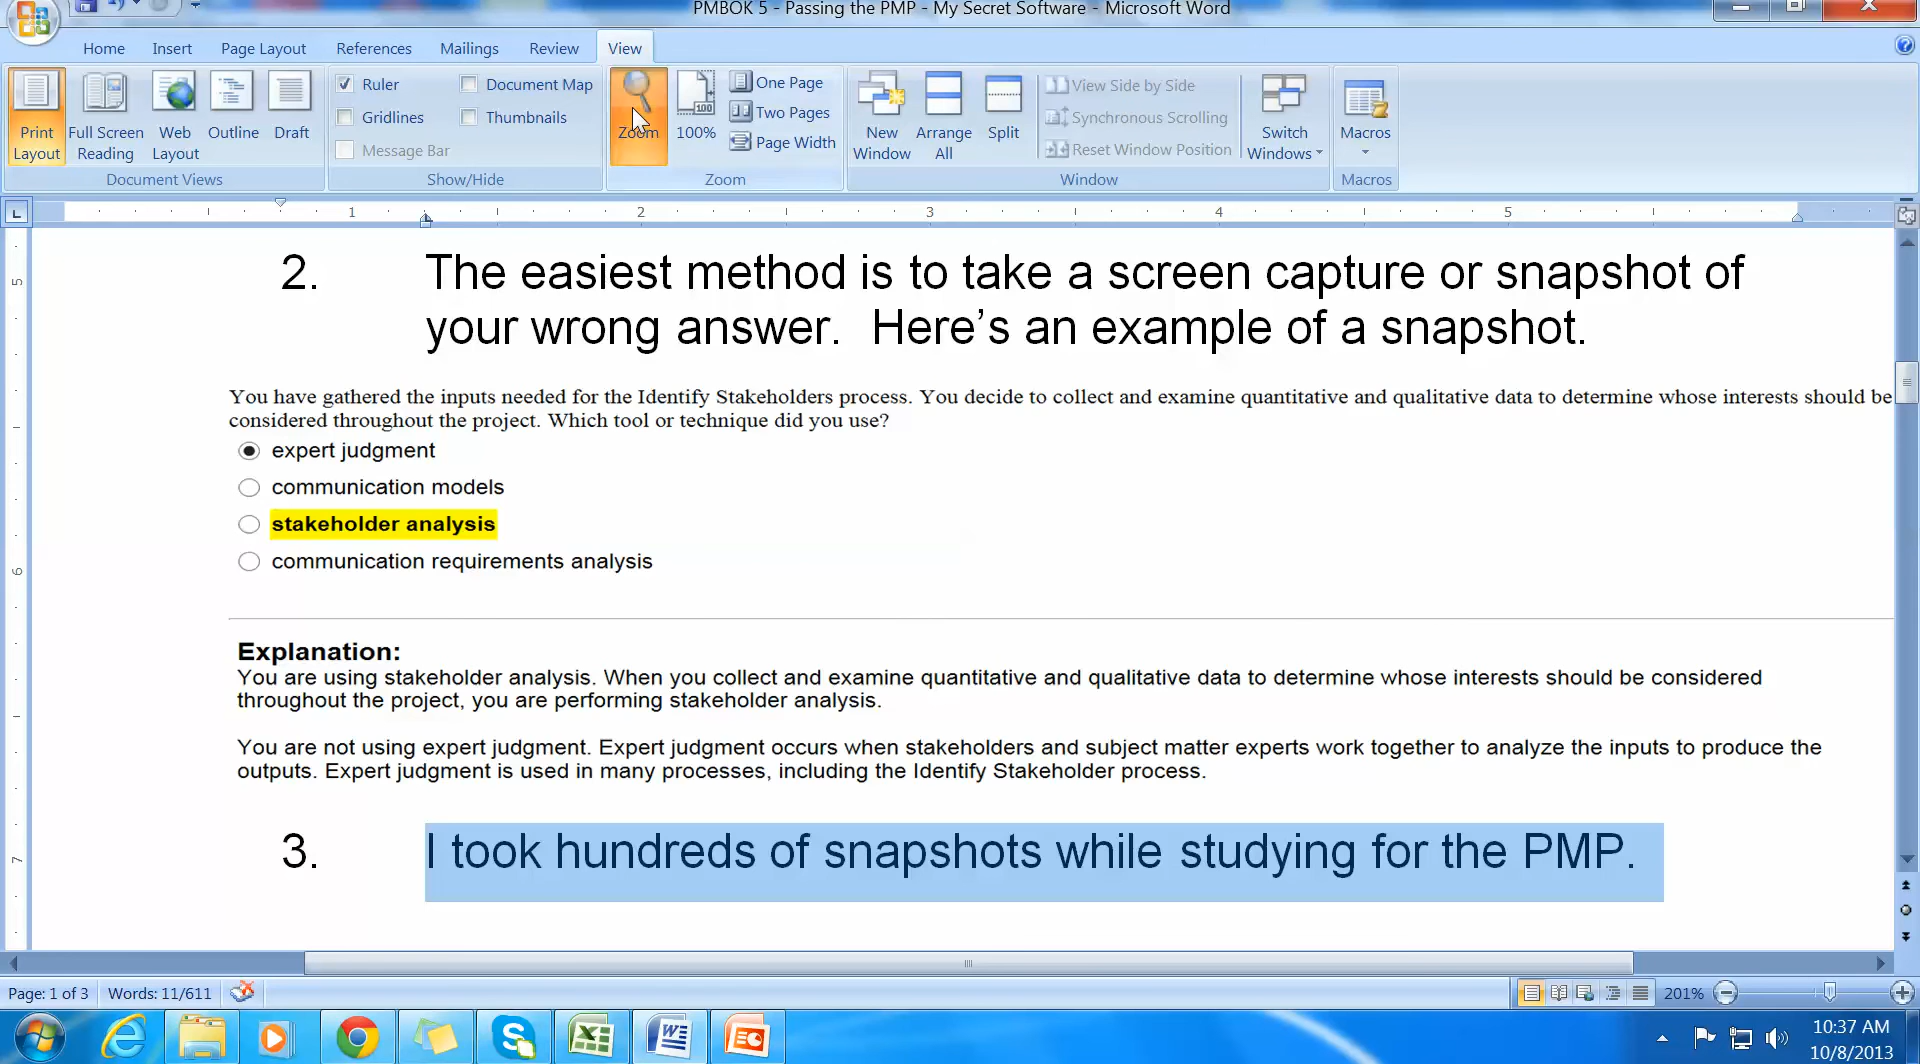 PMBOK 5 - Passing the PMP - My Secret Software - Microsoft Word
Home Insert Page Layout References Mailings Review View
Print Layout
Full Screen Reading
Web Layout
Outline
Draft
Document Views
Ruler
Gridlines
Message Bar
Document Map
Thumbnails
Show/Hide
Zoom
100
100%
One Page
Two Pages
Page Width
Zoom
New Window
Arrange All
Split
View Side by Side
Synchronous Scrolling
Reset Window Position
Window
Switch Windows
Macros
Macros
L
1 2 3 4 5
5
6
7
2. The easiest method is to take a screen capture or snapshot of
your wrong answer. Here’s an example of a snapshot.
You have gathered the inputs needed for the Identify Stakeholders process. You decide to collect and examine quantitative and qualitative data to determine whose interests should be
considered throughout the project. Which tool or technique did you use?
expert judgment
communication models
stakeholder analysis
communication requirements analysis
Explanation:
You are using stakeholder analysis. When you collect and examine quantitative and qualitative data to determine whose interests should be considered
throughout the project, you are performing stakeholder analysis.
You are not using expert judgment. Expert judgment occurs when stakeholders and subject matter experts work together to analyze the inputs to produce the
outputs. Expert judgment is used in many processes, including the Identify Stakeholder process.
3. I took hundreds of snapshots while studying for the PMP.
Page: 1 of 3 Words: 11/611 201%
10:37 AM
10/8/2013